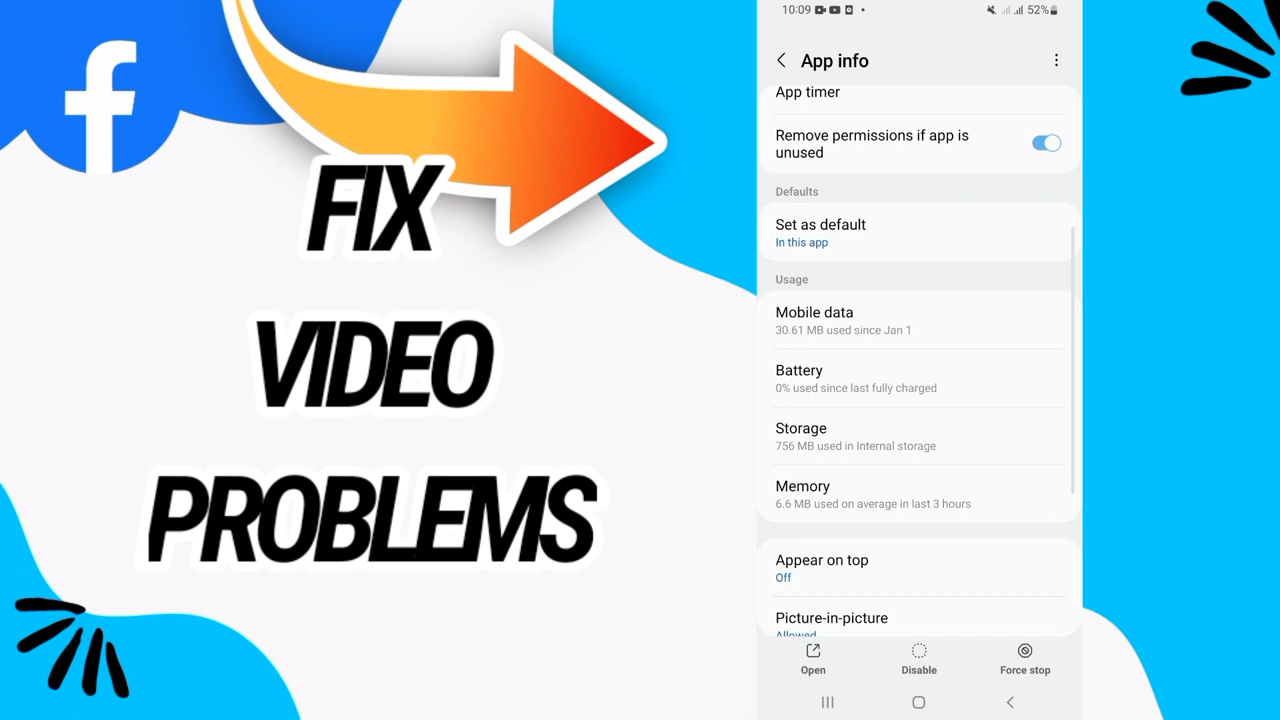 f
FIX
VIDEO
PROBLEMS
10:09
52%
App info
App timer
Remove permissions if app is
unused
Defaults
Set as default
In this app
Usage
Mobile data
30.61 MB used since Jan 1
Battery
0% used since last fully charged
Storage
756 MB used in Internal storage
Memory
6.6 MB used on average in last 3 hours
Appear on top
Off
Picture-in-picture
Allowed
Open
Disable
Force stop